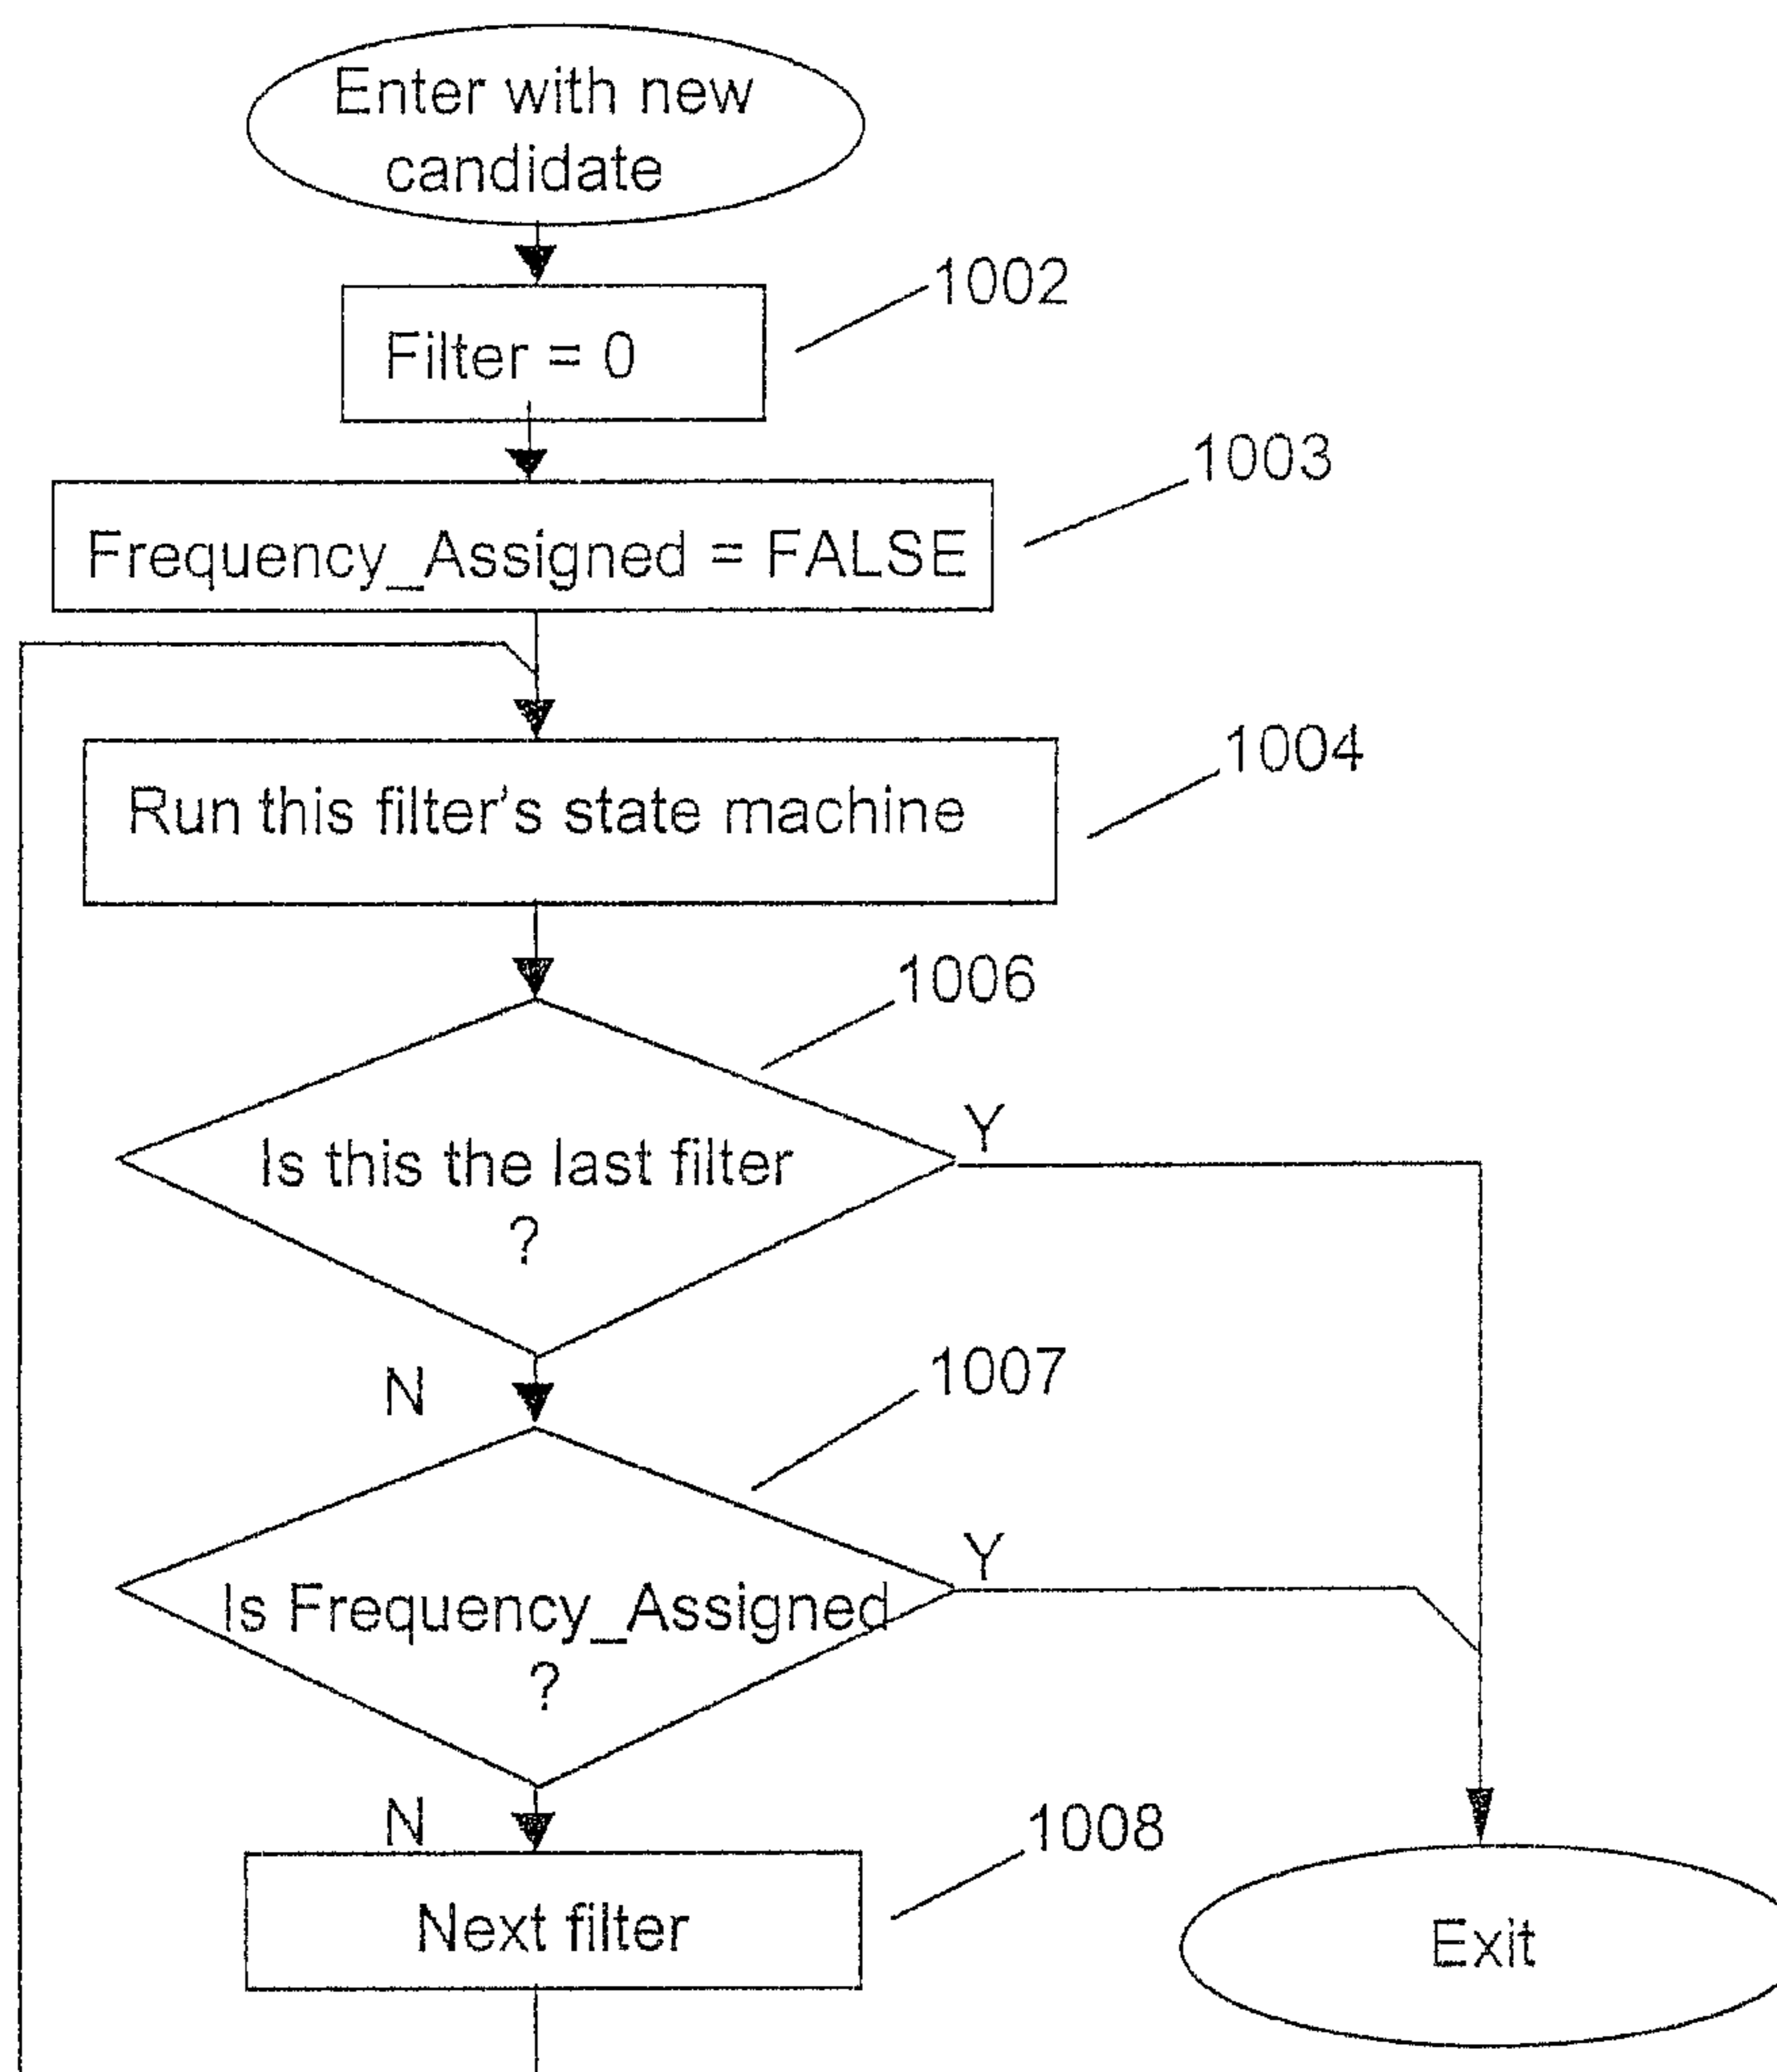 Enter with new
candidate
1002
Filter = 0
1003
Frequency_Assigned = FALSE
1004
Run this filter's state machine
1006
Y
Is this the last filter
?
N
1007
Y
Is Frequency_Assigned
?
N
1008
Next filter
Exit